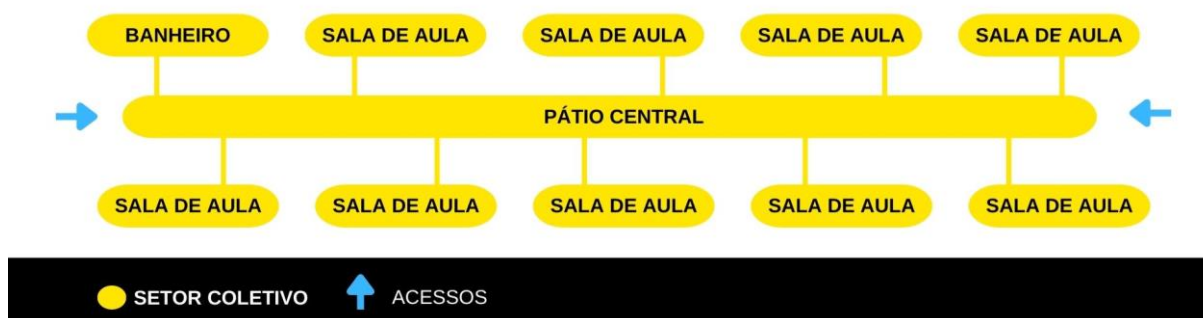 BANHEIRO SALA DE AULA SALA DE AULA SALA DE AULA SALA DE AULA
PÁTIO CENTRAL
SALA DE AULA SALA DE AULA SALA DE AULA SALA DE AULA SALA DE AULA
SETOR COLETIVO ACESSOS